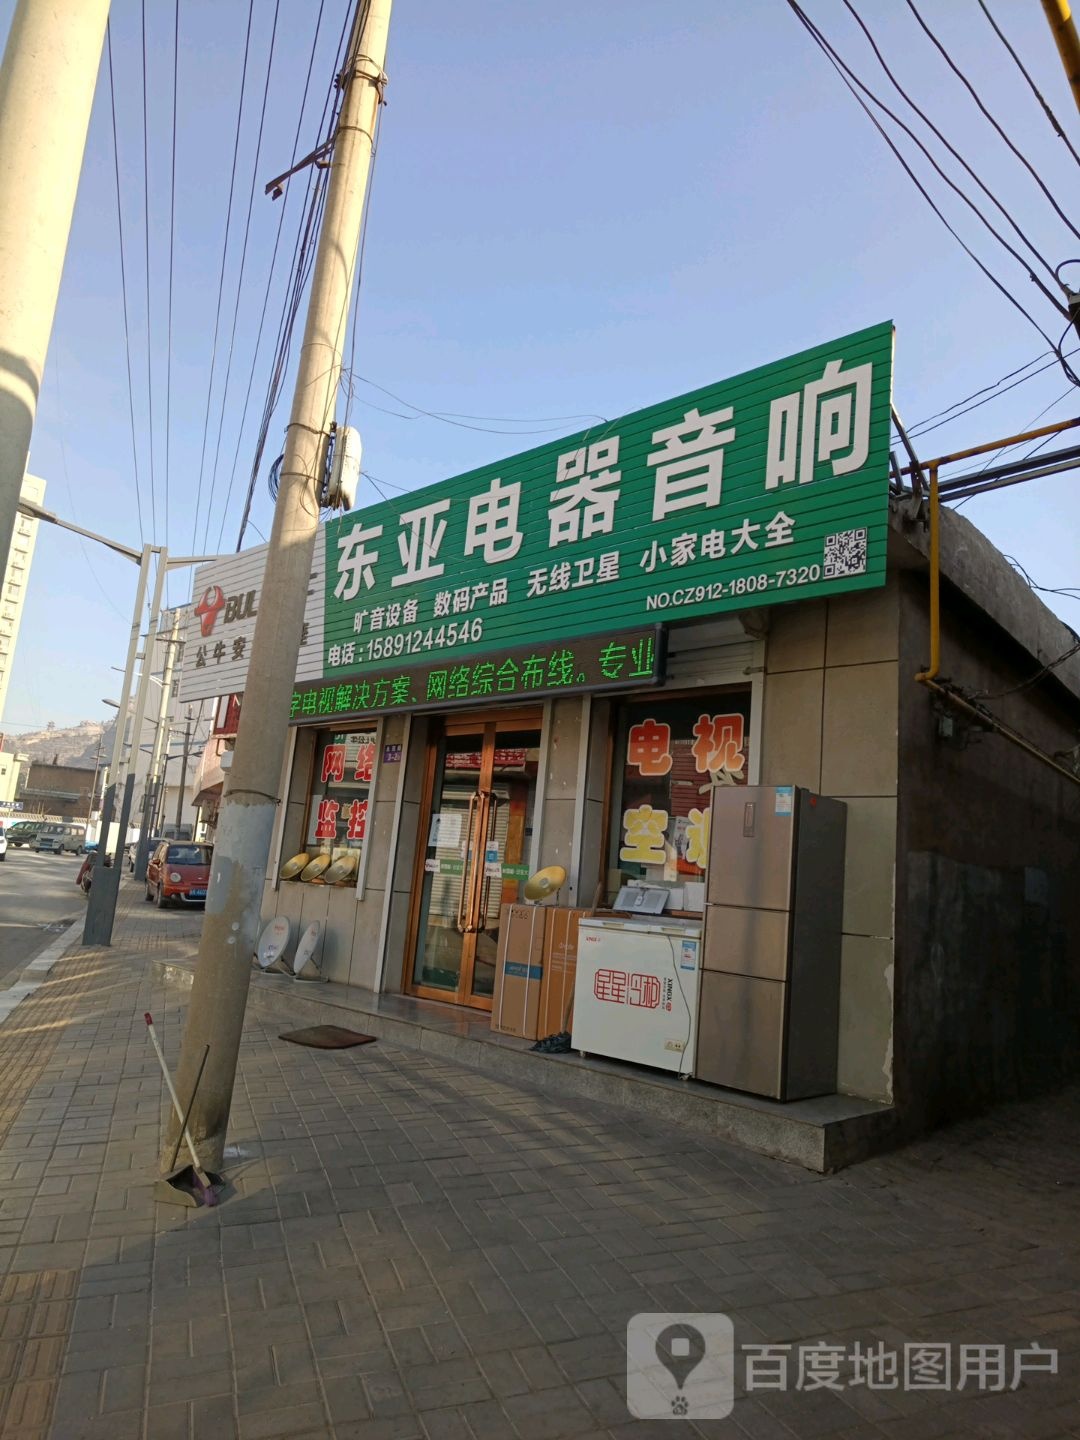 东亚电器音响
旷音设备 数码产品 无线卫星 小家电大全
电话：15891244546
NO.CZ912-1808-7320
BUL
公牛安
字电视解决方案、网络综合布线。专业
网络
监控
电视
空
XINGX
百度地图用户